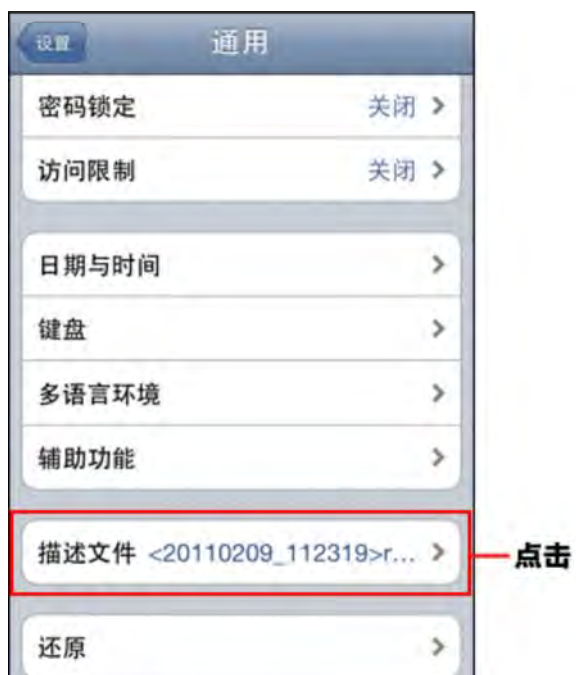 设置 通用
密码锁定 关闭
访问限制 关闭
日期与时间
键盘
多语言环境
辅助功能
描述文件 <20110209_112319>r...
点击
还原